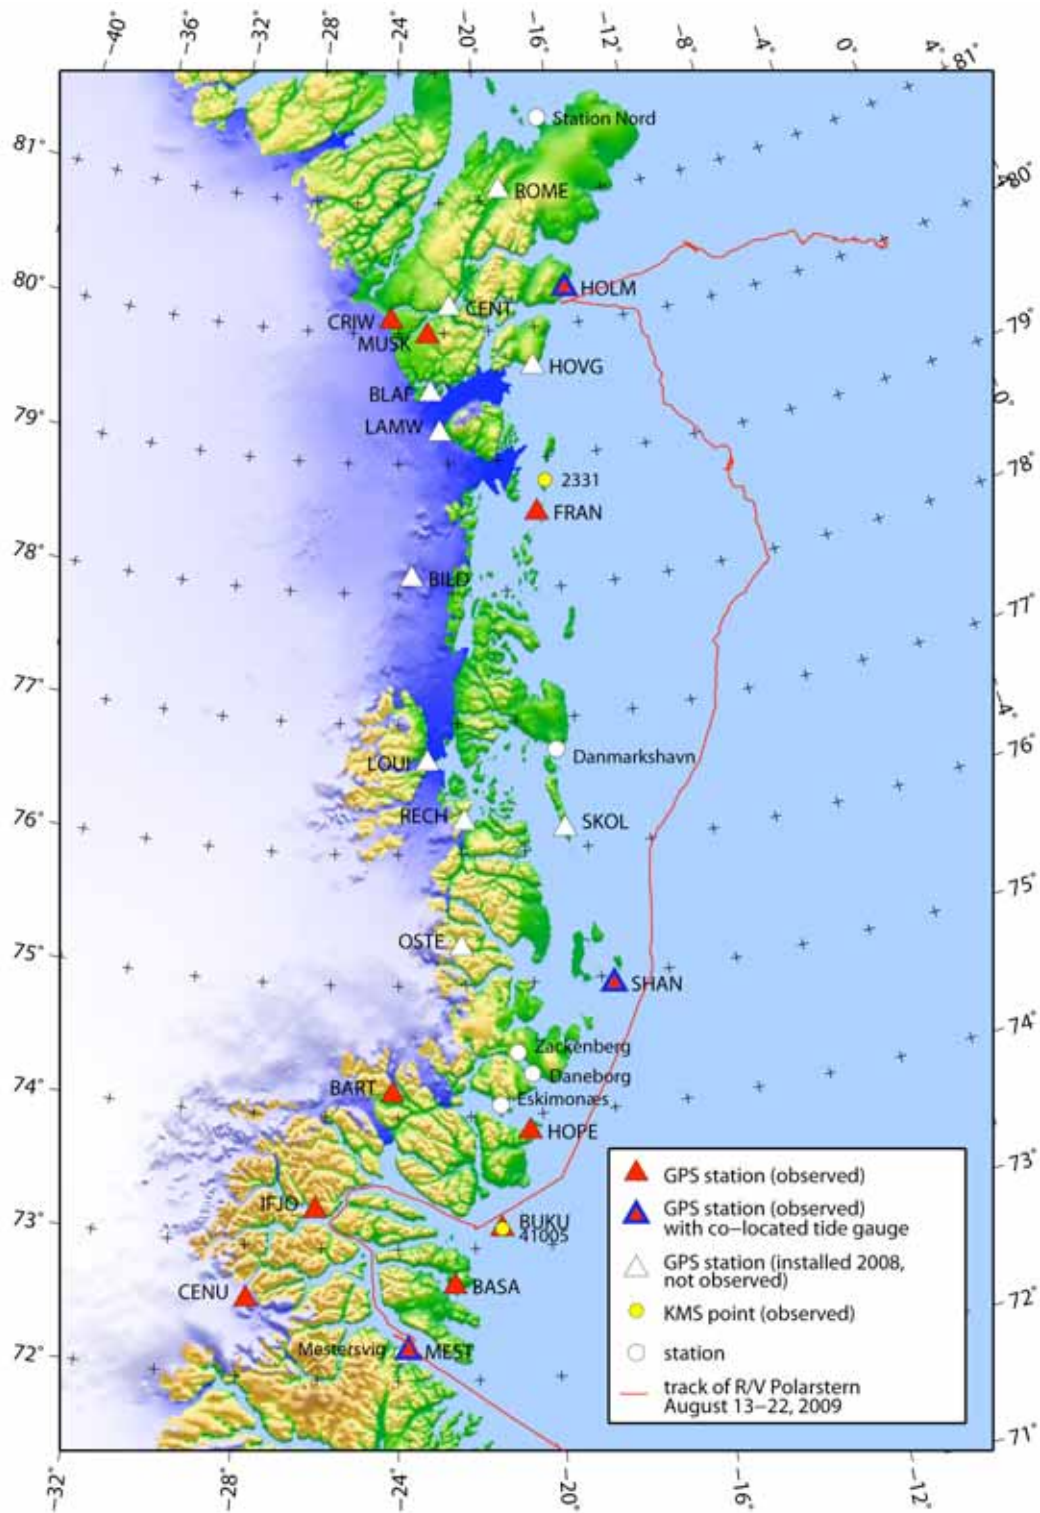 −40° −36° −32° −28° −24° −20° −16° −12° −8° −4° 0° 4° 81°
81°
80°
79°
78°
77°
76°
75°
74°
73°
72°
Station Nord
ROME
80°
HOLM
CENT
CRIW
MUSK
79°
HOVG
BLAF
LAMW
0°
78°
2331
FRAN
BILD
77°
−4°
Danmarkshavn
76°
LOUI
RECH
SKOL
75°
OSTE
SHAN
74°
Zackenberg
Daneborg
BART
Eskimonæs
HOPE
73°
IFJO
BUKU
41005
CENU
BASA
72°
Mestersvig
MEST
71°
GPS station (observed)
GPS station (observed)
with co−located tide gauge
GPS station (installed 2008,
not observed)
KMS point (observed)
station
track of R/V Polarstern
August 13−22, 2009
−32° −28° −24° −20° −16° −12°